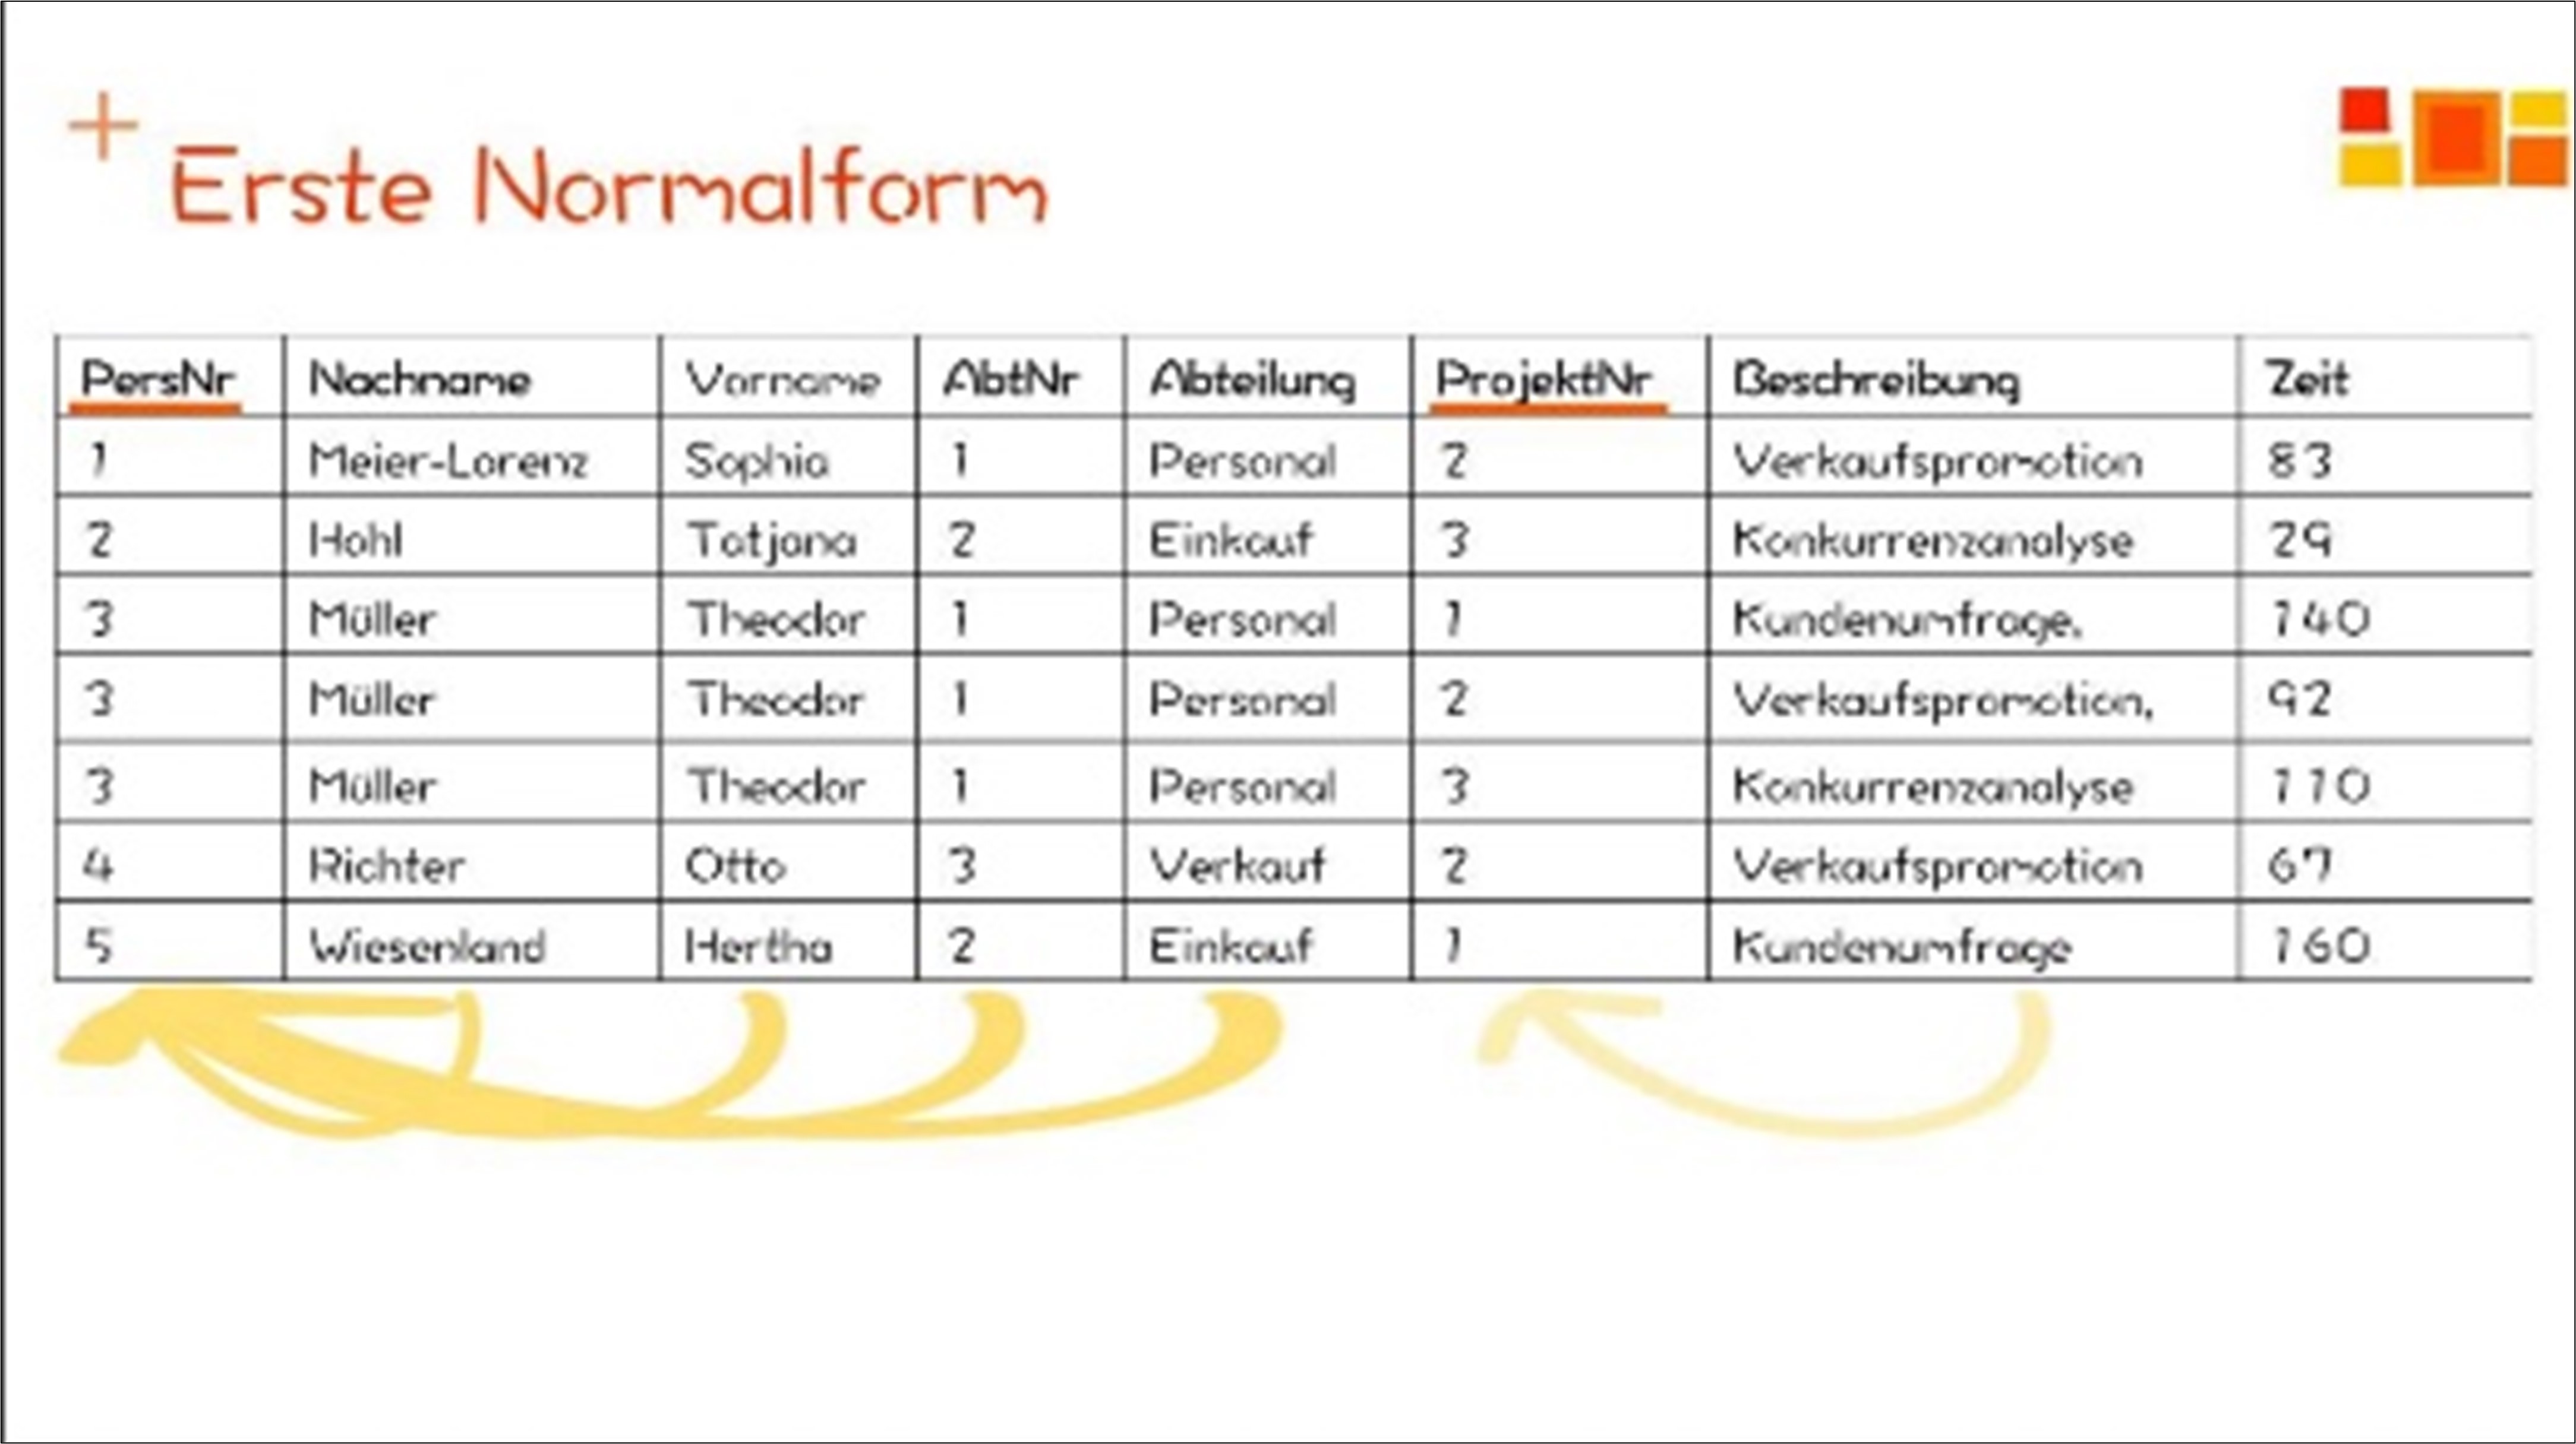 Erste Normalform
PersNr Nachname Vorname AbtNr Abteilung ProjektNr Beschreibung Zeit
1 Meier-Lorenz Sophia 1 Personal 2 Verkaufspromotion 83
2 Hohl Tatjana 2 Einkauf 3 Konkurrenzanalyse 29
3 Müller Theodor 1 Personal 1 Kundenumfrage, 140
3 Müller Theodor 1 Personal 2 Verkaufspromotion, 92
3 Müller Theodor 1 Personal 3 Konkurrenzanalyse 110
4 Richter Otto 3 Verkauf 2 Verkaufspromotion 67
5 Wiesenland Hertha 2 Einkauf 1 Kundenumfrage 160